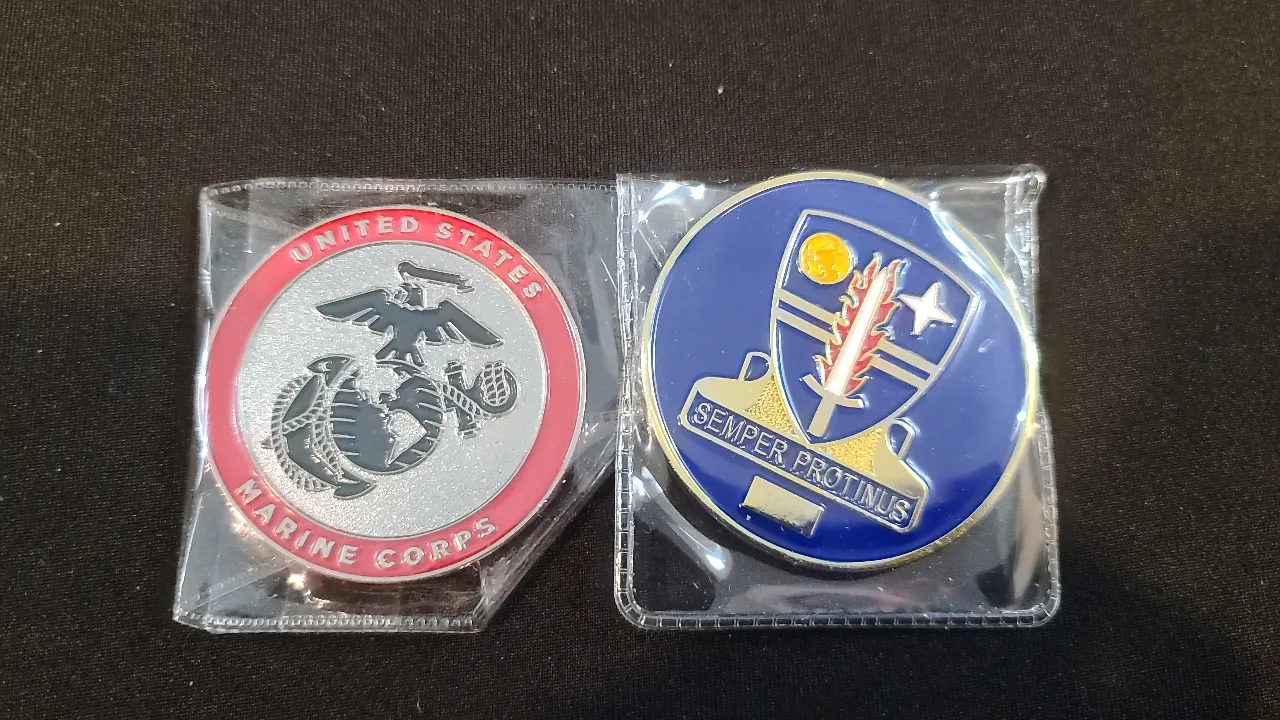 UNITED STATES
MARINE CORPS
SEMPER PROTINUS